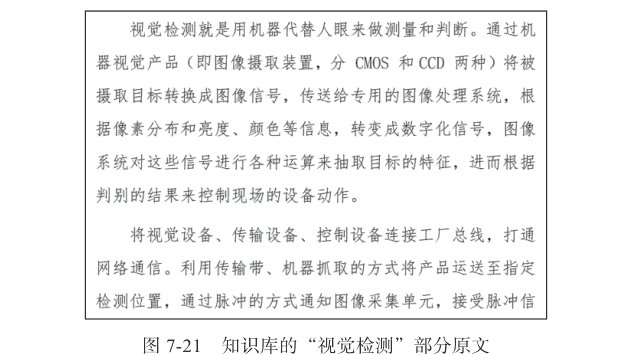 视觉检测就是用机器代替人眼来做测量和判断。通过机
器视觉产品（即图像摄取装置，分 CMOS 和CCD 两种）将被
摄取目标转换成图像信号，传送给专用的图像处理系统，根
据像素分布和亮度、颜色等信息，转变成数字化信号，图像
系统对这些信号进行各种运算来抽取目标的特征，进而根据
判别的结果来控制现场的设备动作。
将视觉设备、传输设备、控制设备连接工厂总线，打通
网络通信。利用传输带、机器抓取的方式将产品运送至指定
检测位置，通过脉冲的方式通知图像采集单元，接受脉冲信
图 7-21 知识库的“视觉检测”部分原文